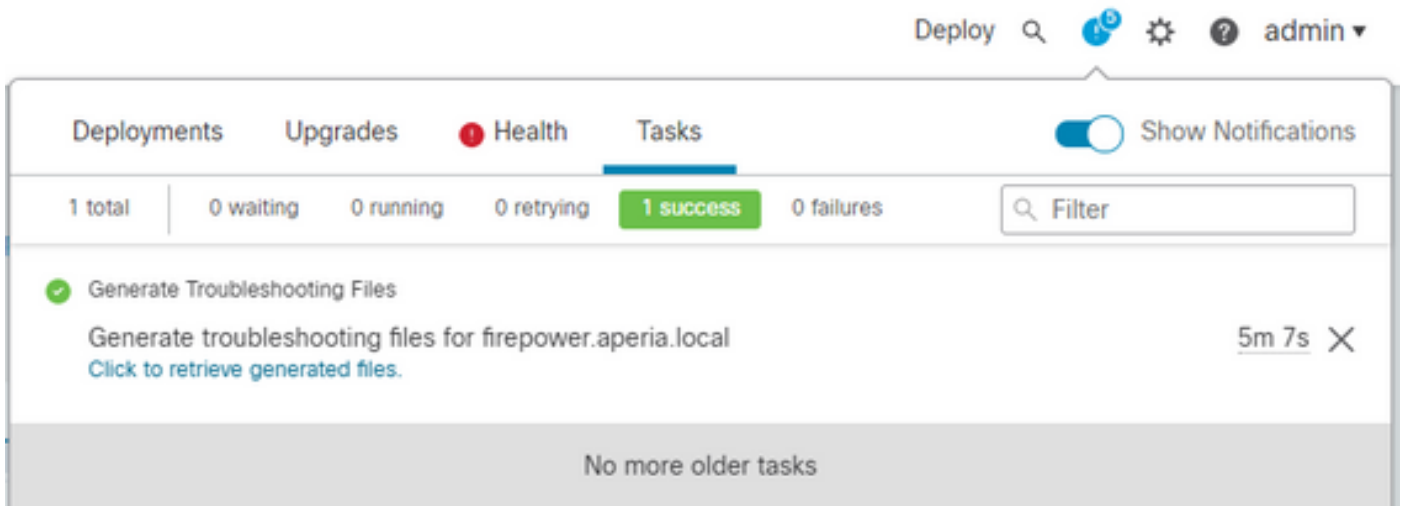 Deploy 5 admin
Deployments Upgrades Health Tasks Show Notifications
1 total 0 waiting 0 running 0 retrying 1 success 0 failures Filter
Generate Troubleshooting Files
Generate troubleshooting files for firepower.aperia.local 5m 7s
Click to retrieve generated files.
No more older tasks